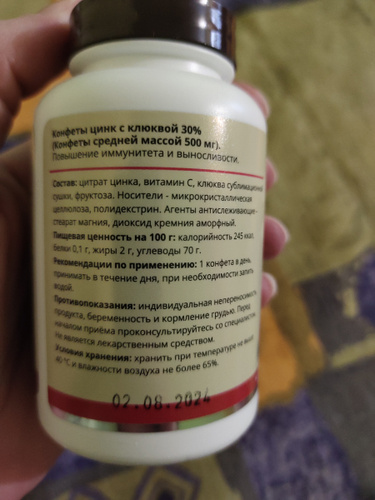 Конфеты цинк с клюквой 30%
(Конфеты средней массой 500 мг).
Повышение иммунитета и выносливости.
Состав: цитрат цинка, витамин С, клюква сублимационной
сушки, фруктоза. Носители - микрокристаллическая
целлюлоза, полидекстрин. Агенты антислеживающие -
стеарат магния, диоксид кремния аморфный.
Пищевая ценность на 100 г: калорийность 245 ккал,
белки 0,1 г, жиры 2 г, углеводы 70 г.
Рекомендации по применению: 1 конфета в день,
принимать в течение дня, при необходимости запить
водой.
Противопоказания: индивидуальная непереносимость
продукта, беременность и кормление грудью. Перед
началом приёма проконсультируйтесь со специалистом.
Не является лекарственным средством.
Условия хранения: хранить при температуре не выше
°С и влажности воздуха не более 65%.
02.08.2024